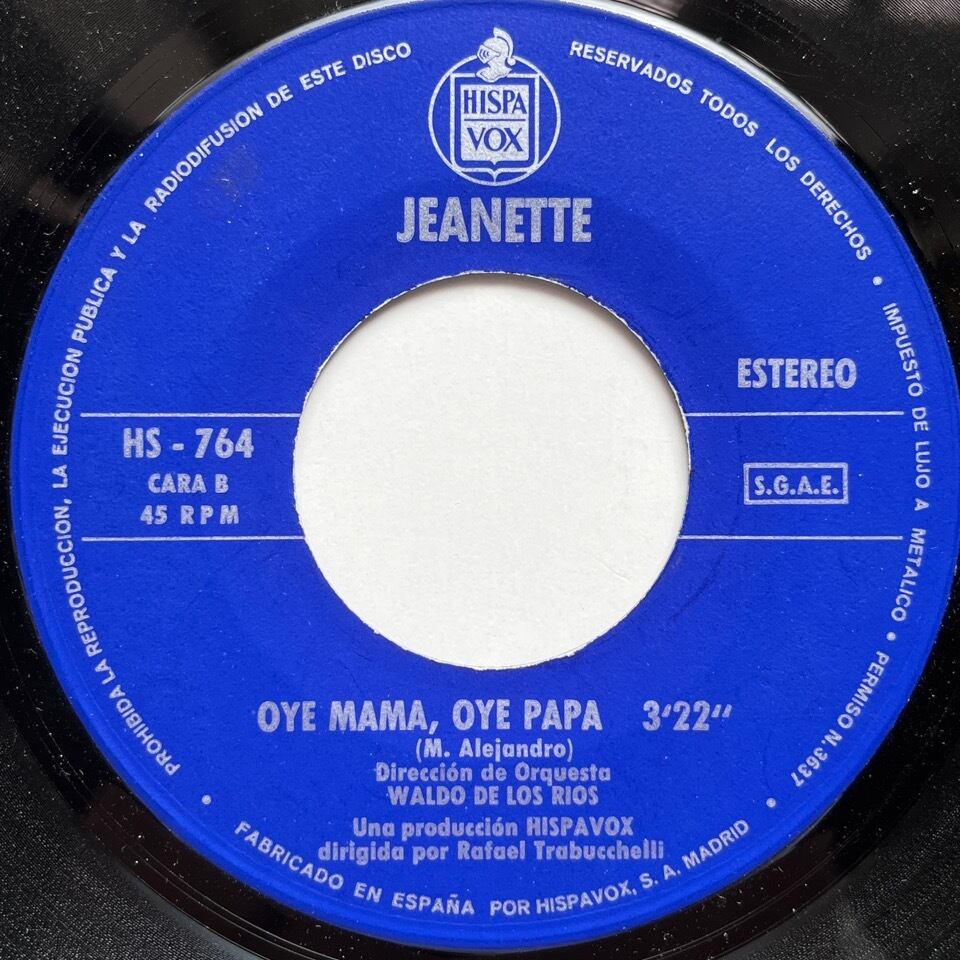 PROHIBIDA LA REPRODUCCION, LA EJECUCION PUBLICA Y LA RADIODIFUSION DE ESTE DISCO
RESERVADOS TODOS LOS DERECHOS • IMPUESTO DE LUJO A METALICO • PERMISO N. 3637
HISPA
VOX
JEANETTE
ESTEREO
HS - 764
CARA B
45 RPM
S.G.A.E.
OYE MAMA, OYE PAPA 3'22"
(M. Alejandro)
Dirección de Orquesta
WALDO DE LOS RIOS
Una producción HISPAVOX
dirigida por Rafael Trabucchelli
FABRICADO EN ESPAÑA POR HISPAVOX, S. A. MADRID